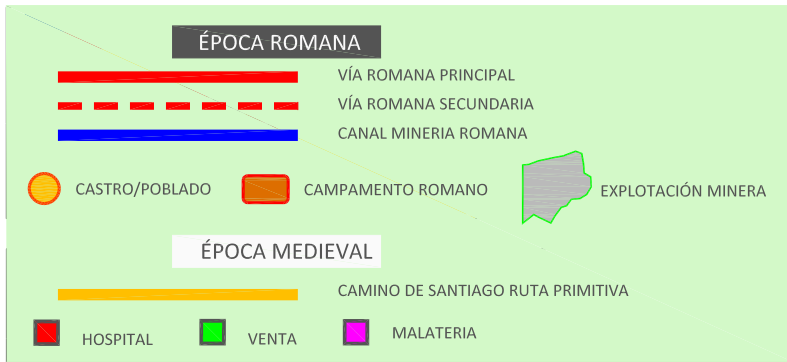 ÉPOCA ROMANA
VÍA ROMANA PRINCIPAL
VÍA ROMANA SECUNDARIA
CANAL MINERIA ROMANA
CASTRO/POBLADO
CAMPAMENTO ROMANO
EXPLOTACIÓN MINERA
ÉPOCA MEDIEVAL
CAMINO DE SANTIAGO RUTA PRIMITIVA
HOSPITAL
VENTA
MALATERIA